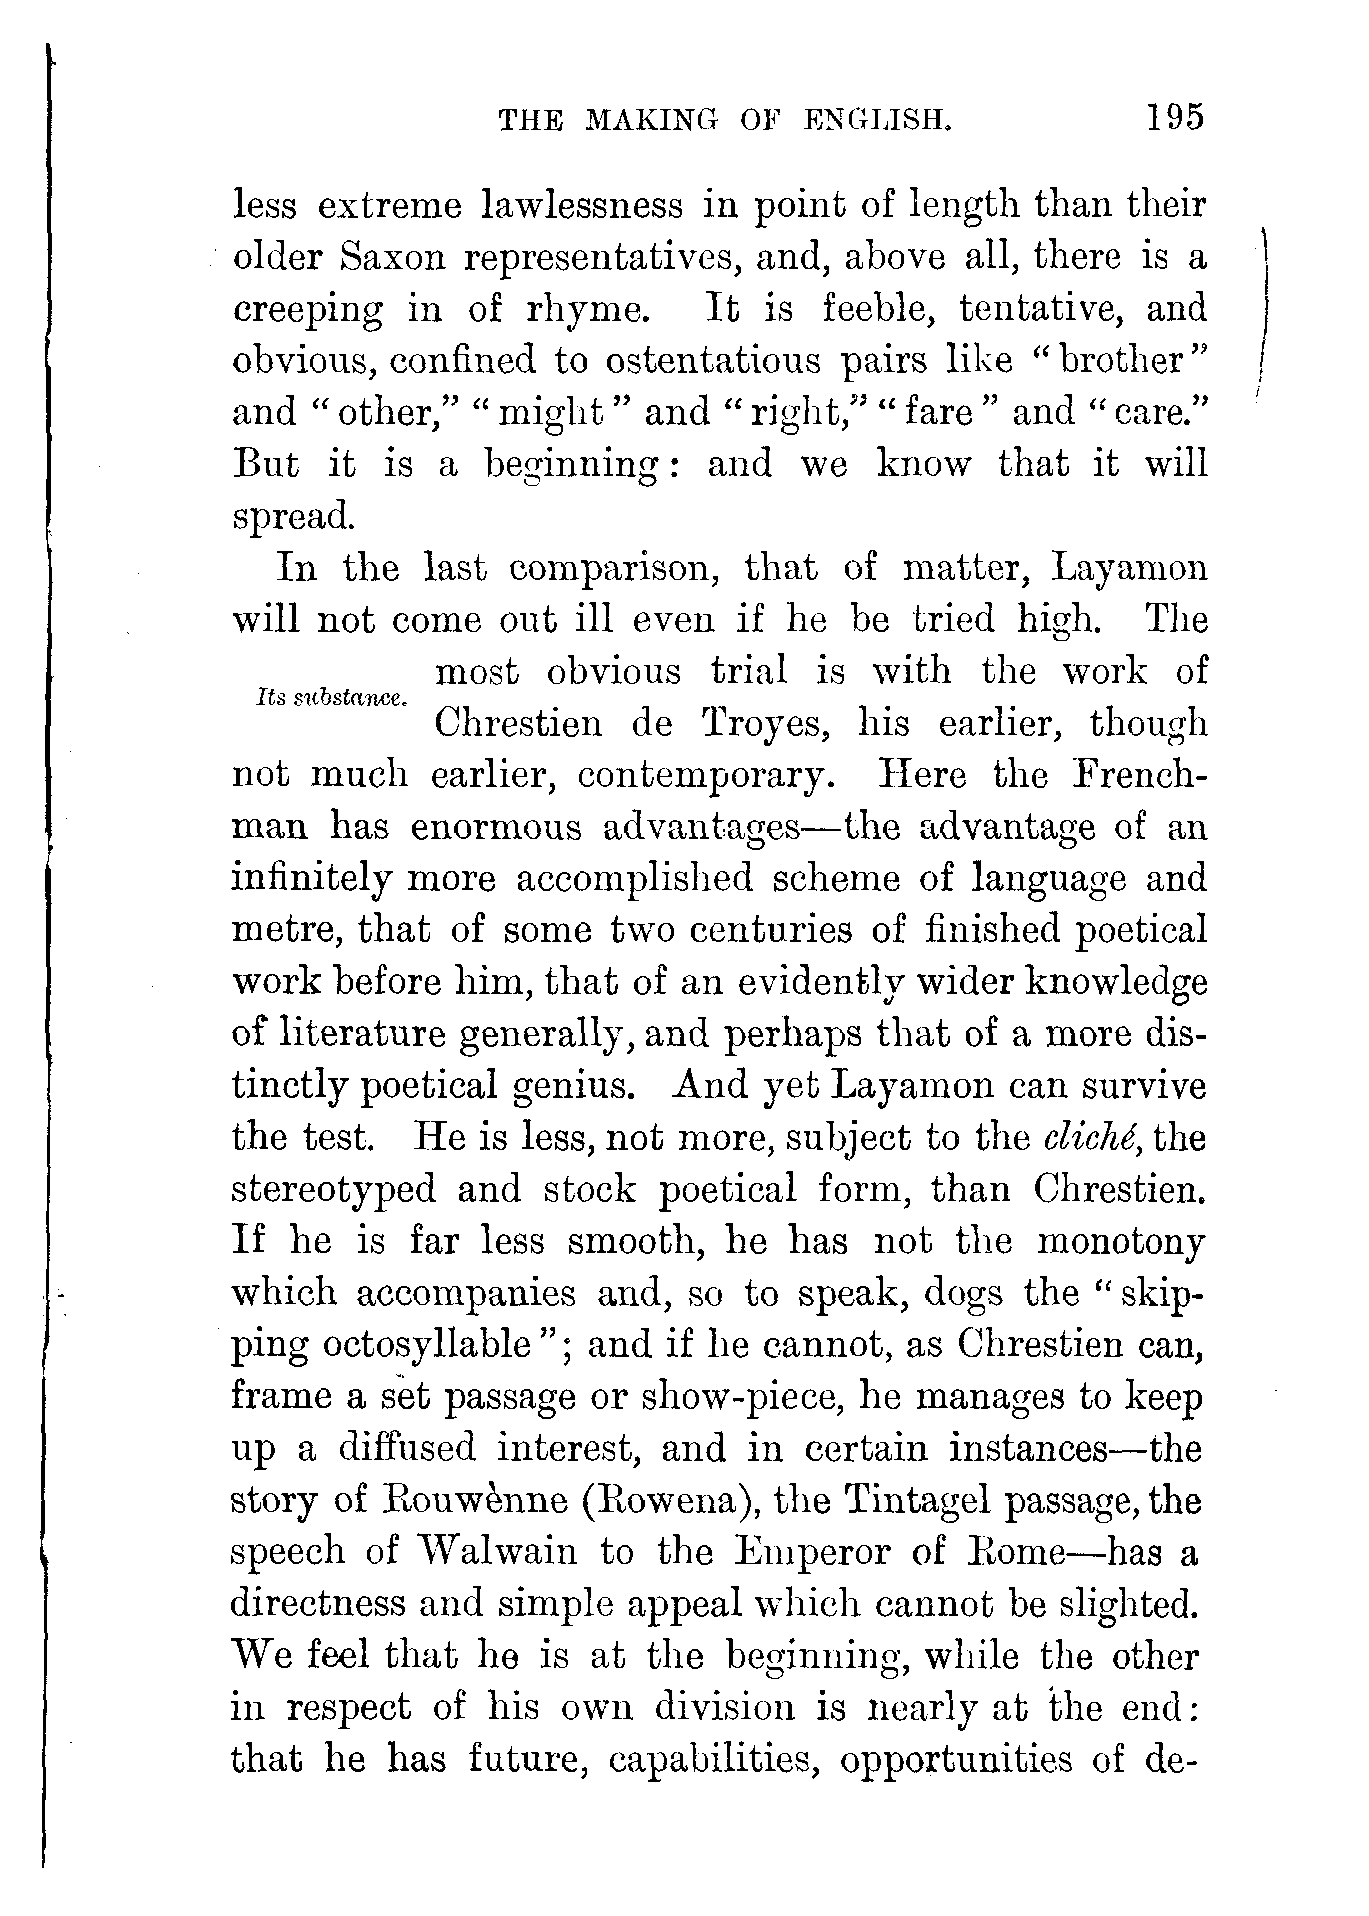 THE MAKING OF ENGLISH. 195
less extreme lawlessness in point of length than their
older Saxon representatives, and, above all, there is a
creeping in of rhyme. It is feeble, tentative, and
obvious, confined to ostentatious pairs like “brother”
and “other,” “might” and “right,” “fare” and “care.”
But it is a beginning: and we know that it will
spread.
In the last comparison, that of matter, Layamon
will not come out ill even if he be tried high. The
most obvious trial is with the work of
Its substance.
Chrestien de Troyes, his earlier, though
not much earlier, contemporary. Here the French-
man has enormous advantages—the advantage of an
infinitely more accomplished scheme of language and
metre, that of some two centuries of finished poetical
work before him, that of an evidently wider knowledge
of literature generally, and perhaps that of a more dis-
tinctly poetical genius. And yet Layamon can survive
the test. He is less, not more, subject to the cliché, the
stereotyped and stock poetical form, than Chrestien.
If he is far less smooth, he has not the monotony
which accompanies and, so to speak, dogs the “skip-
ping octosyllable”; and if he cannot, as Chrestien can,
frame a set passage or show-piece, he manages to keep
up a diffused interest, and in certain instances—the
story of Rouwènne (Rowena), the Tintagel passage, the
speech of Walwain to the Emperor of Rome—has a
directness and simple appeal which cannot be slighted.
We feel that he is at the beginning, while the other
in respect of his own division is nearly at the end:
that he has future, capabilities, opportunities of de-